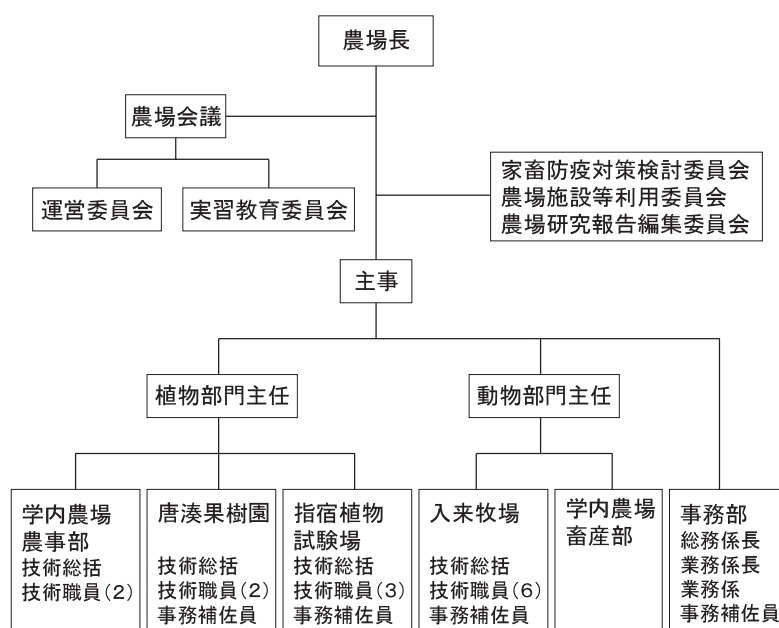 農場長
農場会議
運営委員会
実習教育委員会
家畜防疫対策検討委員会
農場施設等利用委員会
農場研究報告編集委員会
主事
植物部門主任
動物部門主任
学内農場
農事部
技術総括
技術職員(2)
唐湊果樹園
技術総括
技術職員(2)
事務補佐員
指宿植物
試験場
技術総括
技術職員(3)
事務補佐員
入来牧場
技術総括
技術職員(6)
事務補佐員
学内農場
畜産部
事務部
総務係長
業務係長
業務係
事務補佐員